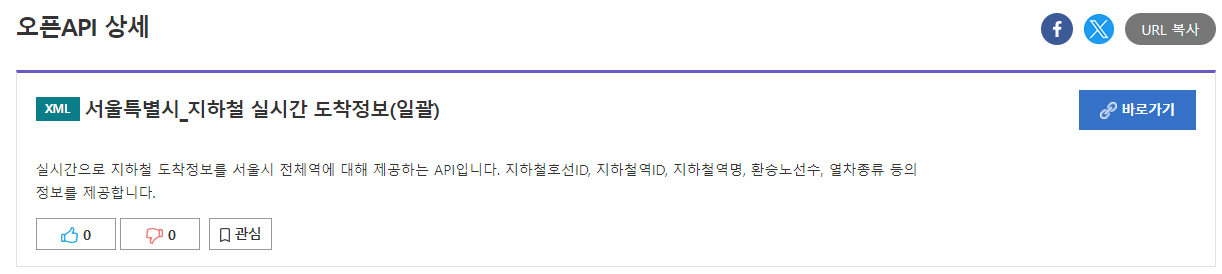 오픈API 상세
URL 복사
XML 서울특별시_지하철 실시간 도착정보(일괄)
바로가기
실시간으로 지하철 도착정보를 서울시 전체역에 대해 제공하는 API입니다. 지하철호선ID, 지하철역ID, 지하철역명, 환승노선수, 열차종류 등의
정보를 제공합니다.
0
0
관심